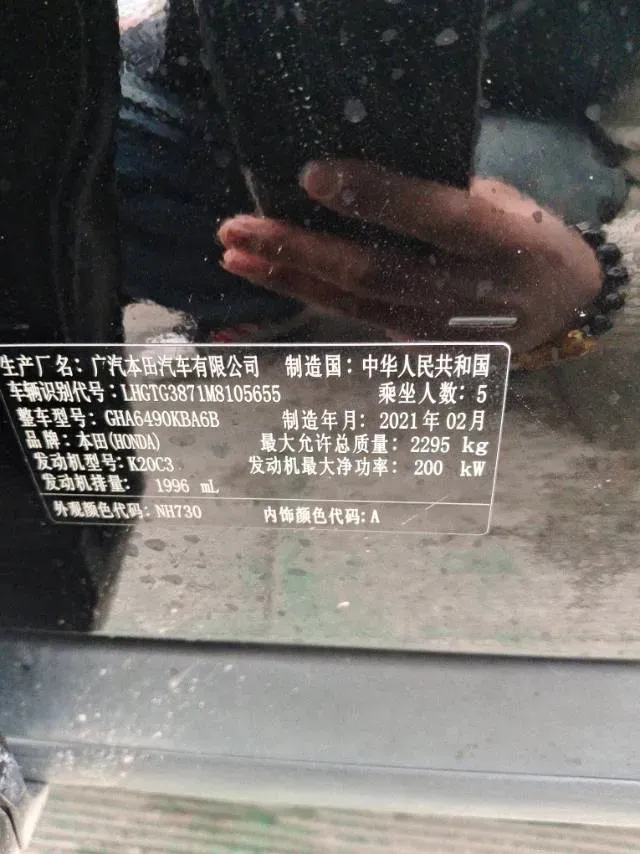 生产厂名：广汽本田汽车有限公司 制造国：中华人民共和国
车辆识别代号：LHGTG3871M8105655 乘坐人数：5
整车型号：GHA6490KBA6B 制造年月：2021年02月
品牌：本田(HONDA) 最大允许总质量：2295 kg
发动机型号：K20C3 发动机最大净功率：200 kW
发动机排量：1996 mL
外观颜色代码：NH730 内饰颜色代码：A